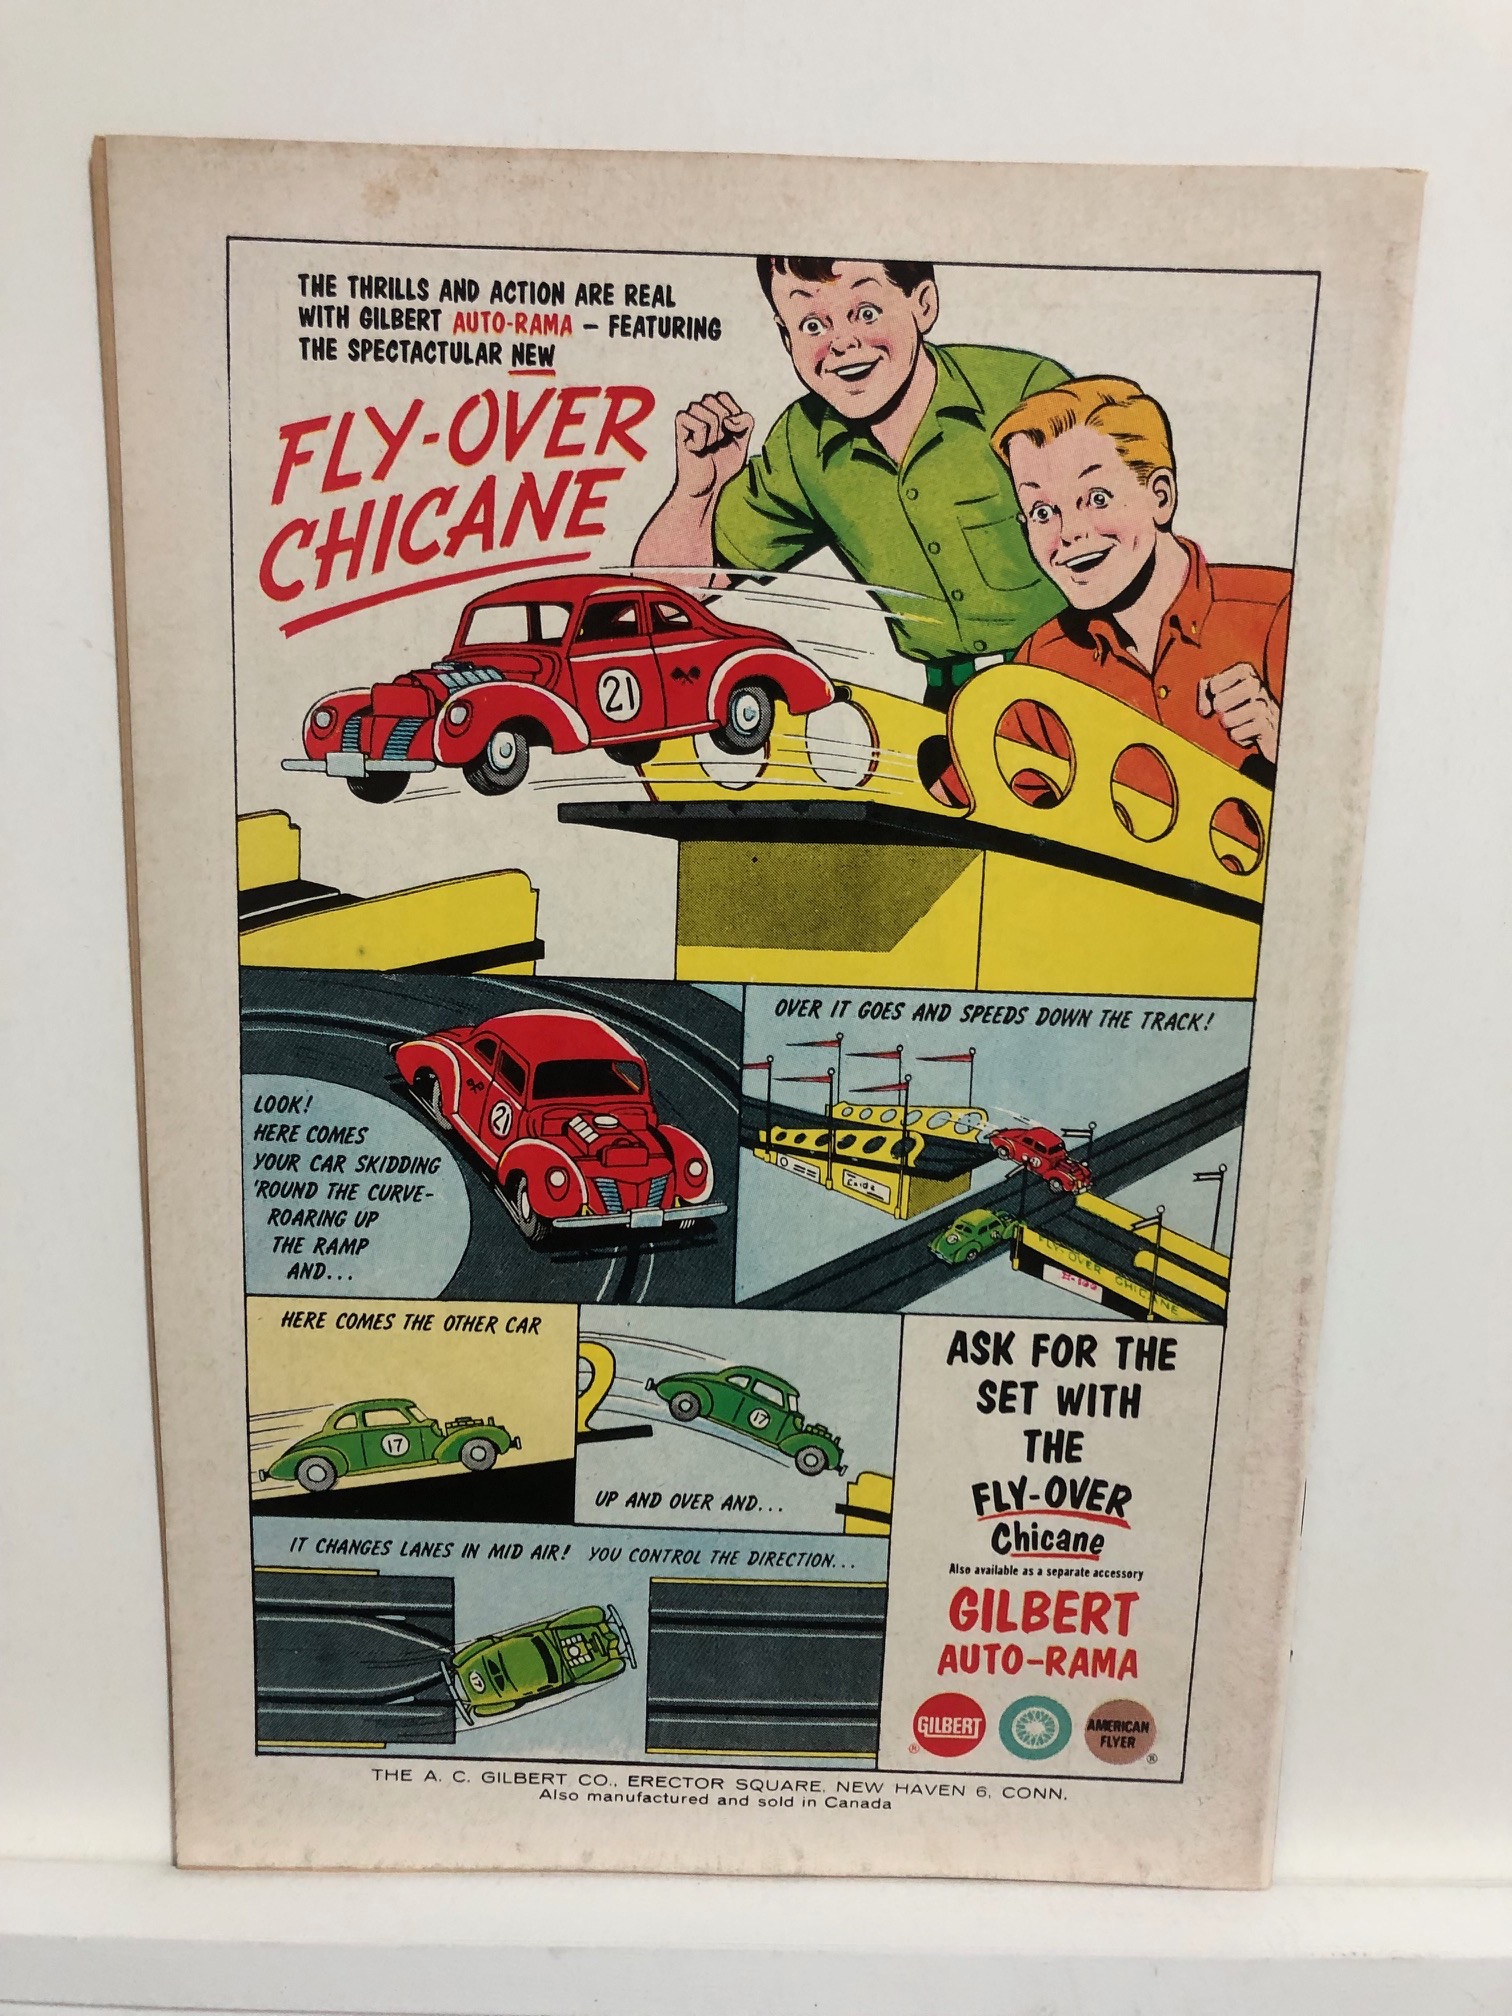 THE THRILLS AND ACTION ARE REAL
WITH GILBERT AUTO-RAMA – FEATURING
THE SPECTACTULAR NEW
FLY-OVER
CHICANE
21
LOOK!
HERE COMES
YOUR CAR SKIDDING
'ROUND THE CURVE-
ROARING UP
THE RAMP
AND...
21
OVER IT GOES AND SPEEDS DOWN THE TRACK!
FLY-OVER CHICANE
HERE COMES THE OTHER CAR
17
17
UP AND OVER AND...
IT CHANGES LANES IN MID AIR! YOU CONTROL THE DIRECTION...
17
ASK FOR THE
SET WITH
THE
FLY-OVER
Chicane
Also available as a separate accessory
GILBERT
AUTO-RAMA
GILBERT
®
AMERICAN
FLYER
®
THE A. C. GILBERT CO., ERECTOR SQUARE, NEW HAVEN 6, CONN.
Also manufactured and sold in Canada